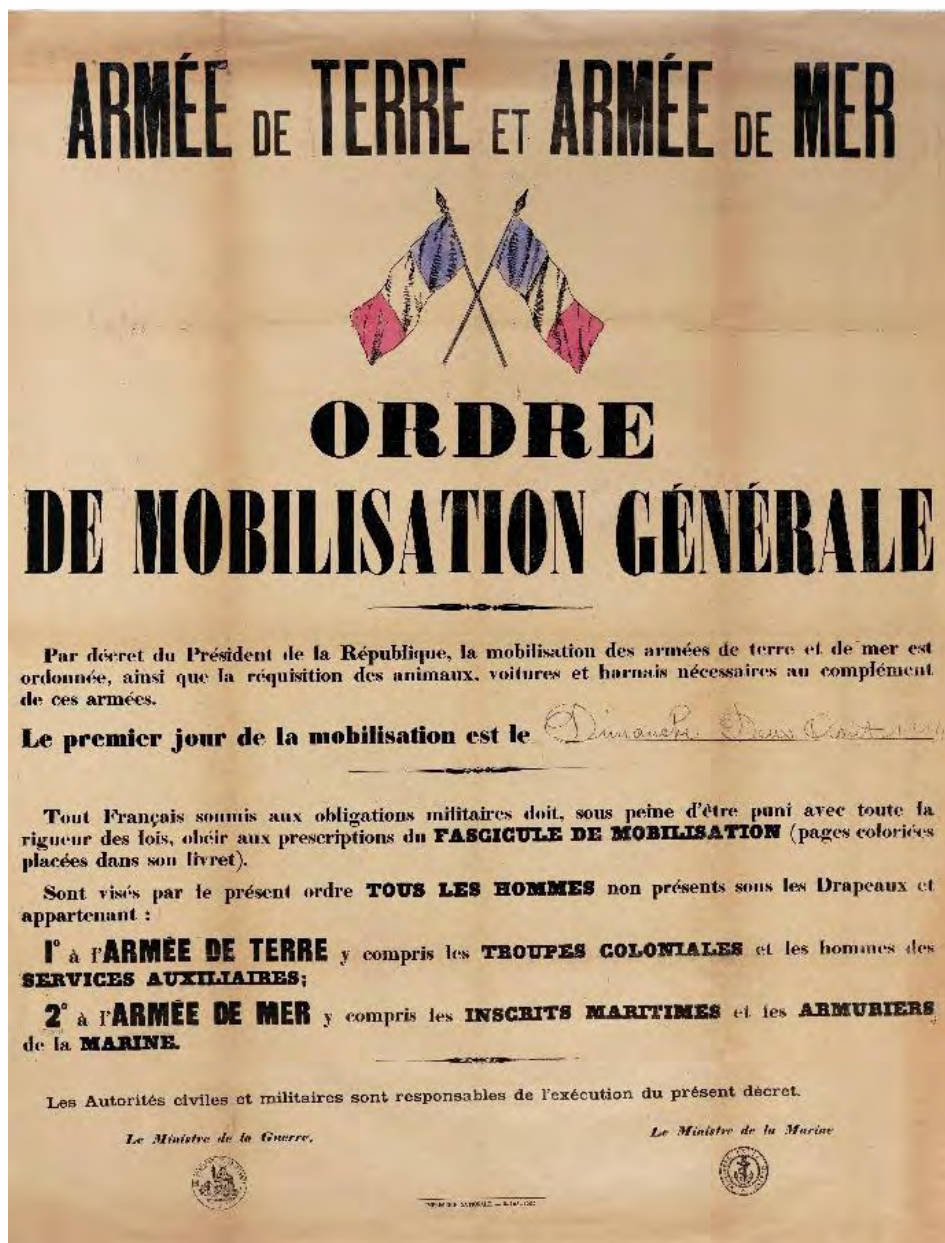 ARMÉE DE TERRE ET ARMÉE DE MER
ORDRE
DE MOBILISATION GÉNÉRALE
Par décret du Président de la République, la mobilisation des armées de terre et de mer est
ordonnée, ainsi que la réquisition des animaux, voitures et harnais nécessaires au complément
de ces armées.
Le premier jour de la mobilisation est le Dimanche Deux Août 1914
Tout Français soumis aux obligations militaires doit, sous peine d'être puni avec toute la
rigueur des lois, obéir aux prescriptions du FASCICULE DE MOBILISATION (pages coloriées
placées dans son livret).
Sont visés par le présent ordre TOUS LES HOMMES non présents sous les Drapeaux et
appartenant :
1° à l'ARMÉE DE TERRE y compris les TROUPES COLONIALES et les hommes des
SERVICES AUXILIAIRES;
2° à l'ARMÉE DE MER y compris les INSCRITS MARITIMES et les ARMURIERS
de la MARINE.
Les Autorités civiles et militaires sont responsables de l'exécution du présent décret.
Le Ministre de la Guerre,
Le Ministre de la Marine
IMPRIMERIE NATIONALE